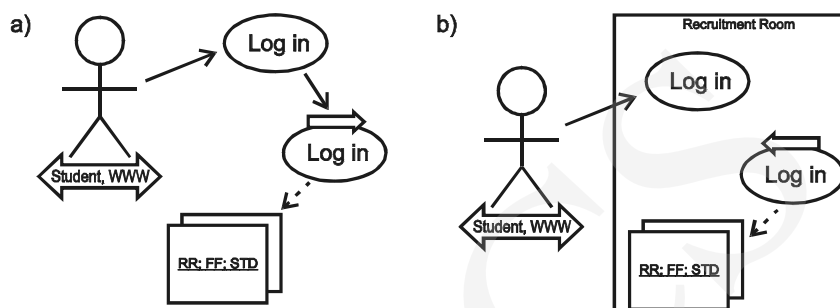 a)
Log in
Log in
Student, WWW
RR; FF; STD
b)
Recruitment Room
Log in
Log in
Student, WWW
RR; FF; STD